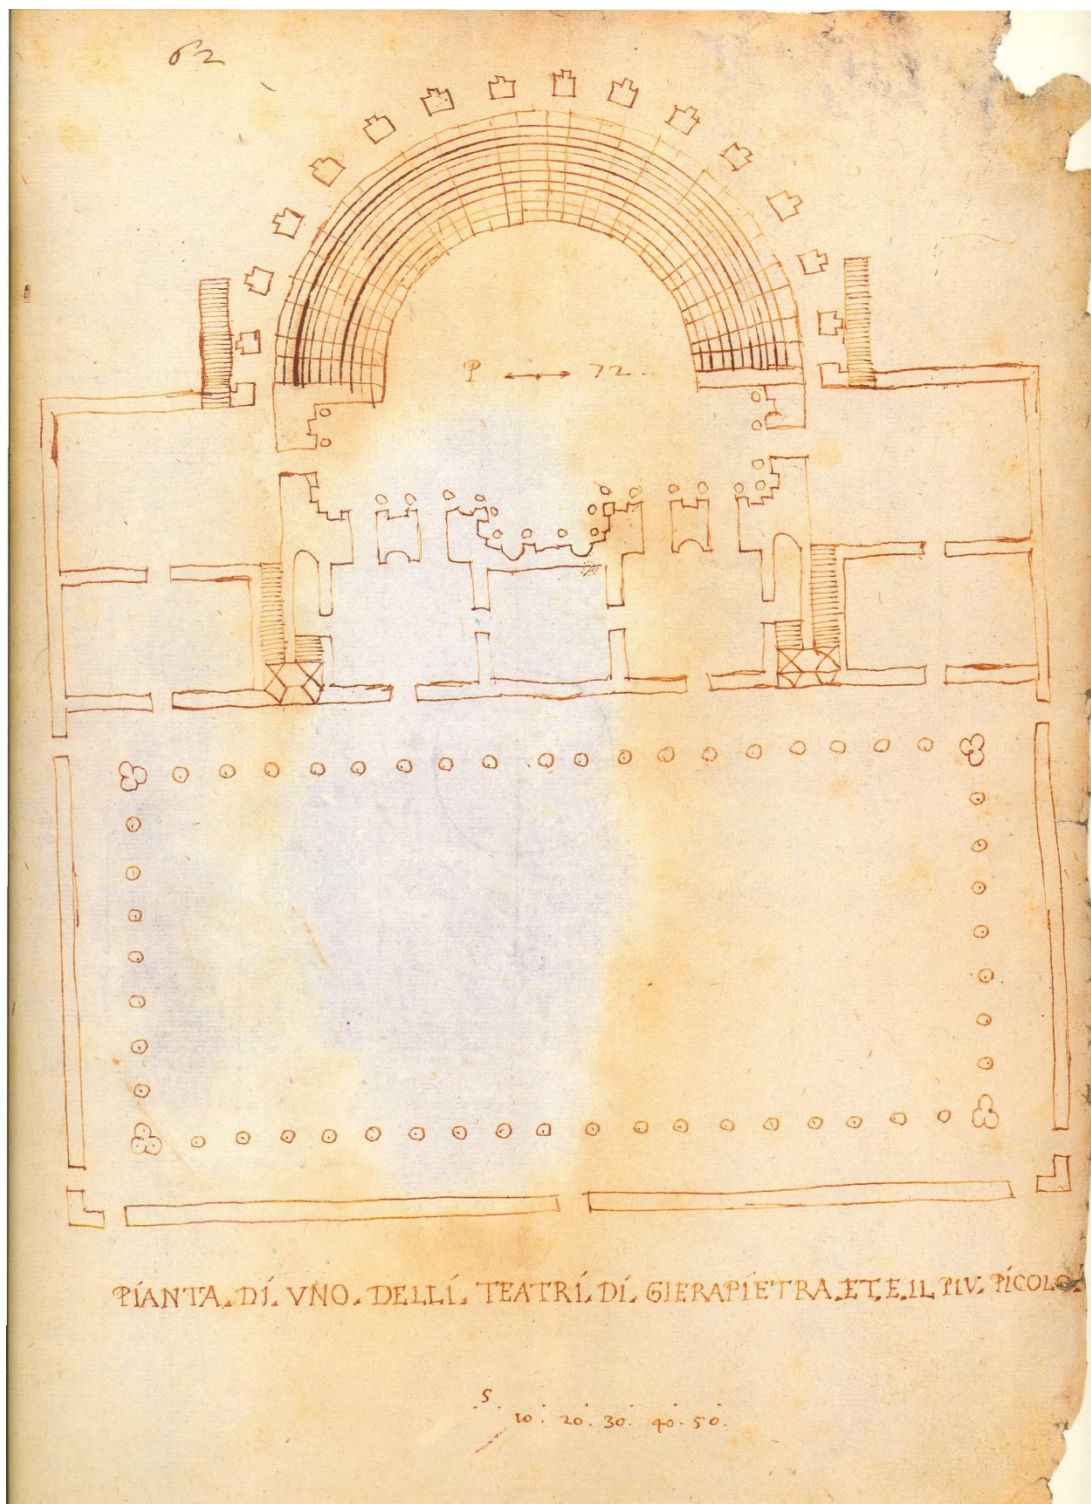 62
P 72.
PIANTA. DI. VNO. DELLI. TEATRI. DI. GIERAPIETRA. ET. E. IL PIV. PICOLO.
5
10. 20. 30. 40. 50.